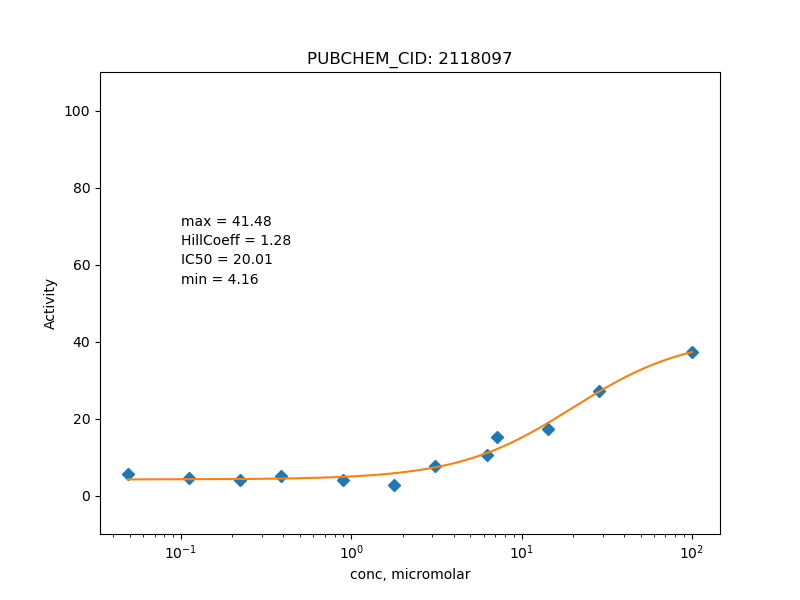 PUBCHEM_CID: 2118097
100
80
60
40
20
0
Activity
max = 41.48
HillCoeff = 1.28
IC50 = 20.01
min = 4.16
10⁻¹ 10⁰ 10¹ 10²
conc, micromolar